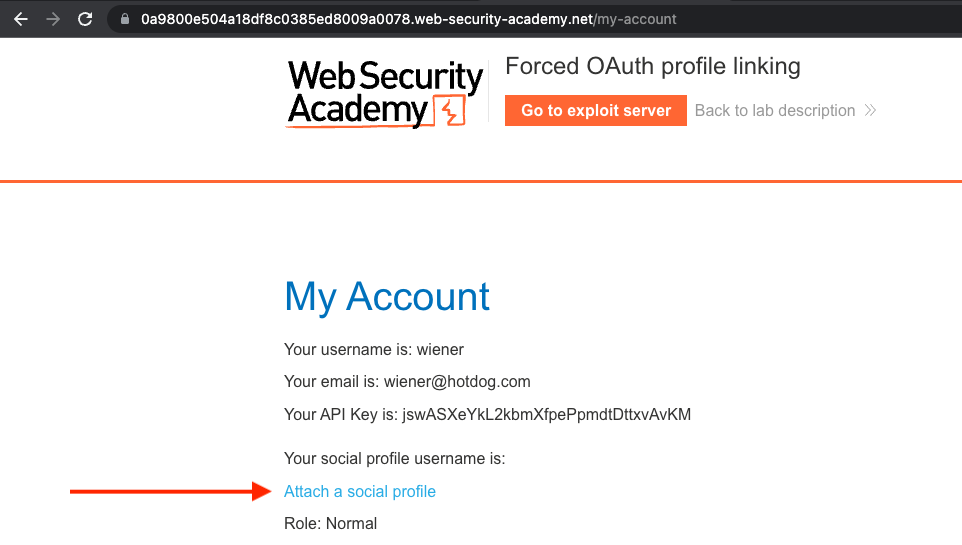 0a9800e504a18df8c0385ed8009a0078.web-security-academy.net/my-account
Web Security
Academy
Forced OAuth profile linking
Go to exploit server
Back to lab description
My Account
Your username is: wiener
Your email is: wiener@hotdog.com
Your API Key is: jswASXeYkL2kbmXfpePpmdtDttxvAvKM
Your social profile username is:
Attach a social profile
Role: Normal